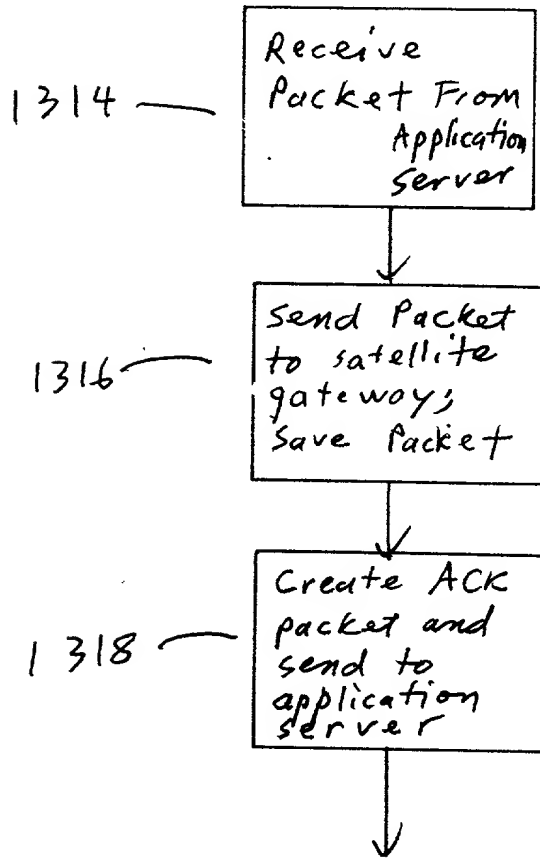 Receive
Packet From
Application
Server
1314
Send Packet
to satellite
gateway;
Save Packet
1316
Create ACK
packet and
send to
application
server
1318